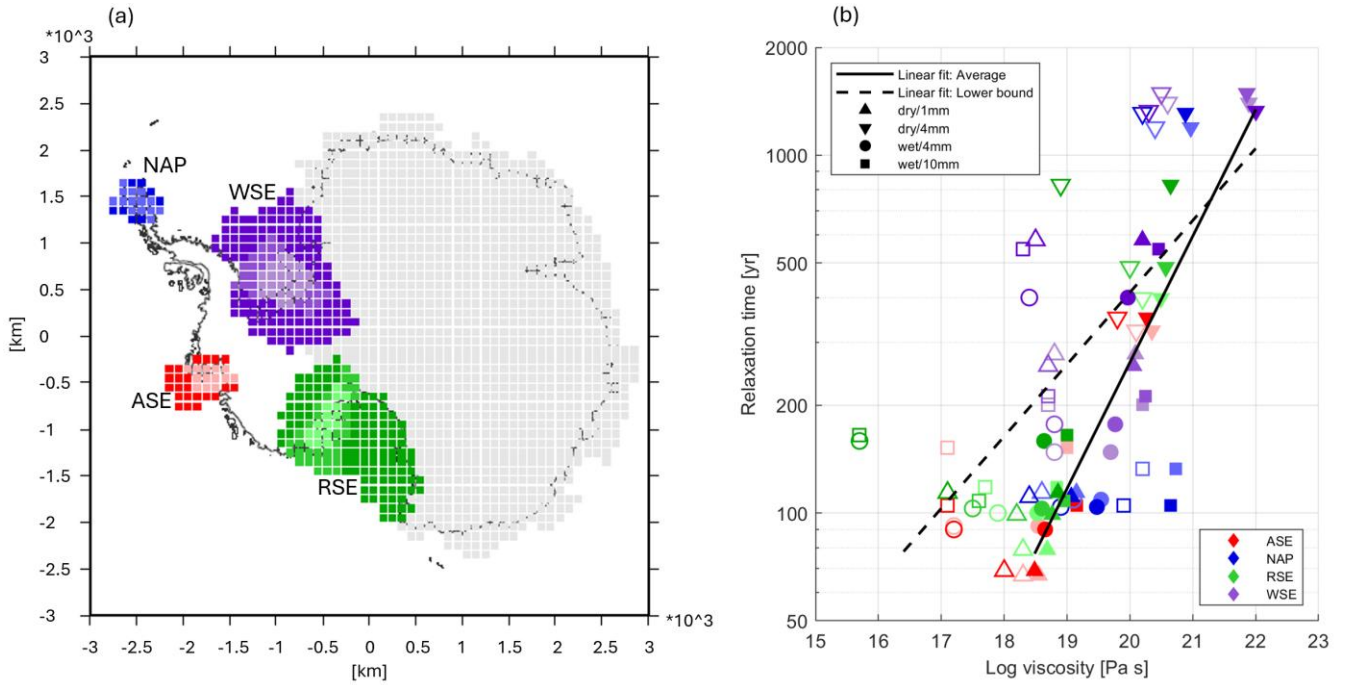 (a)
*10^3
-3 -2.5 -2 -1.5 -1 -0.5 0 0.5 1 1.5 2 2.5 3
3
2.5
2
1.5
1
0.5
0
-0.5
-1
-1.5
-2
-2.5
-3
*10^3
[km]
[km]
NAP
WSE
ASE
RSE
(b)
2000
1000
500
200
100
50
Relaxation time [yr]
15 16 17 18 19 20 21 22 23
Log viscosity [Pa s]
Linear fit: Average
Linear fit: Lower bound
dry/1mm
dry/4mm
wet/4mm
wet/10mm
ASE
NAP
RSE
WSE